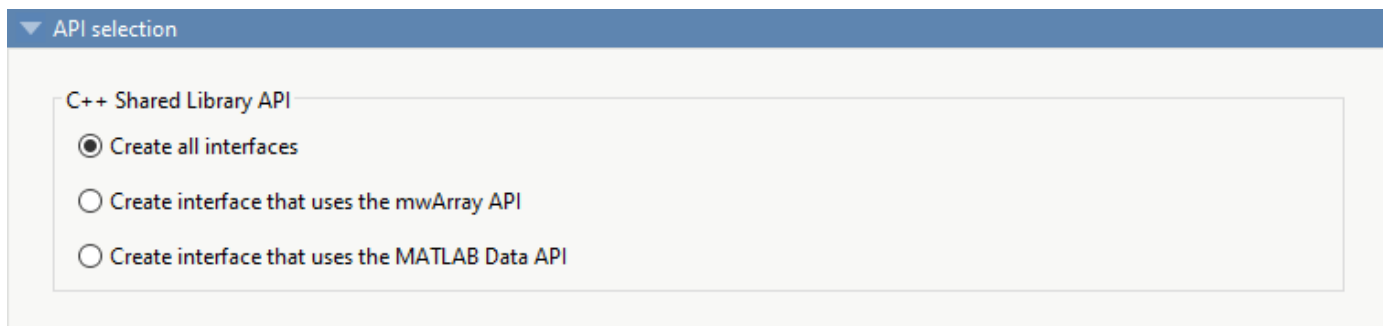 API selection
C++ Shared Library API
Create all interfaces
Create interface that uses the mwArray API
Create interface that uses the MATLAB Data API